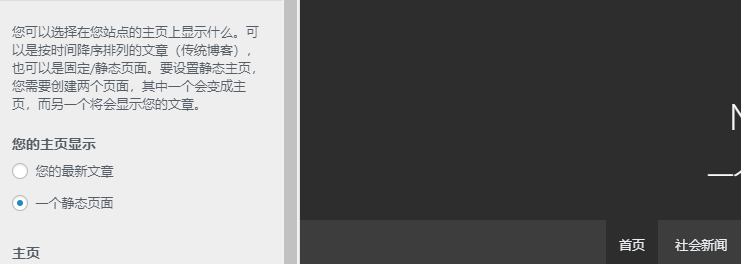 您可以选择在您站点的主页上显示什么。可
以是按时间降序排列的文章（传统博客），
也可以是固定/静态页面。要设置静态主页，
您需要创建两个页面，其中一个会变成主
页，而另一个将会显示您的文章。
您的主页显示
您的最新文章
一个静态页面
主页
一个
首页 社会新闻